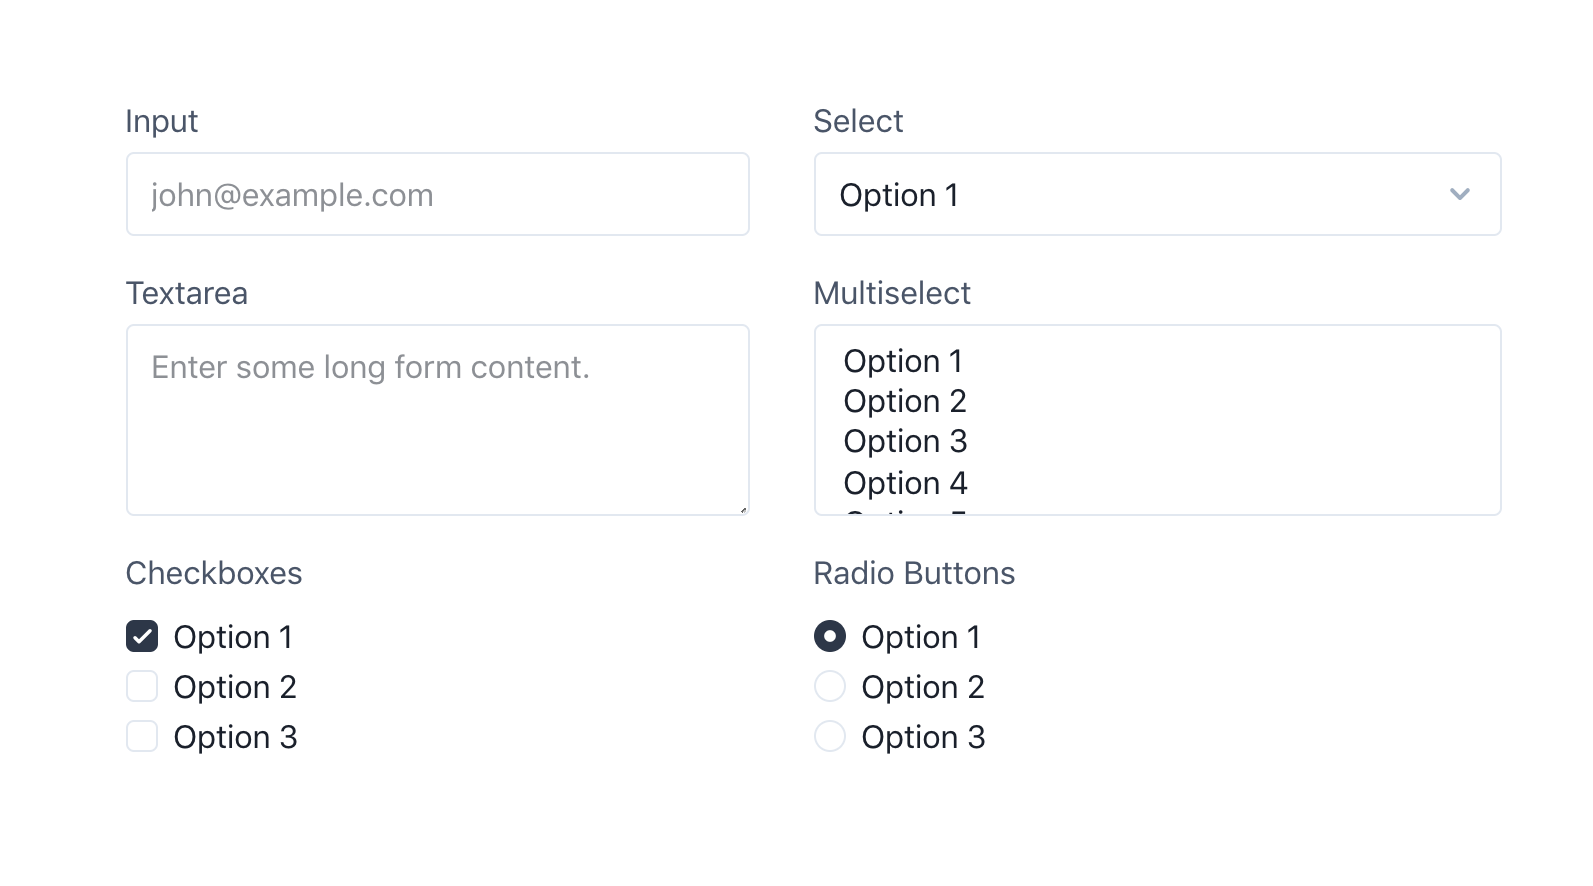 Input
john@example.com
Select
Option 1
Textarea
Enter some long form content.
Multiselect
Option 1
Option 2
Option 3
Option 4
Checkboxes
Option 1
Option 2
Option 3
Radio Buttons
Option 1
Option 2
Option 3